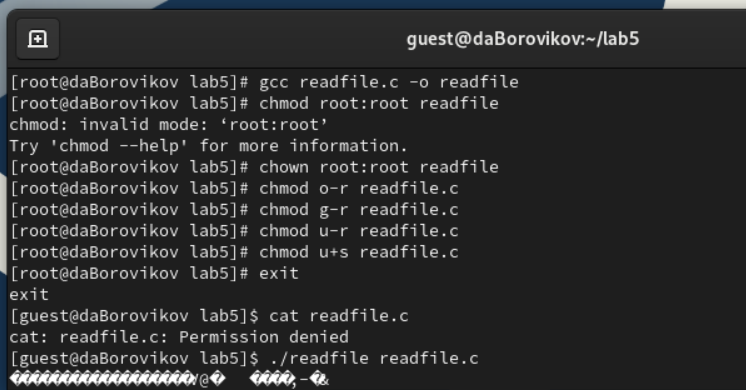 guest@daBorovikov:~/lab5
[root@daBorovikov lab5]# gcc readfile.c -o readfile
[root@daBorovikov lab5]# chmod root:root readfile
chmod: invalid mode: ‘root:root’
Try 'chmod --help' for more information.
[root@daBorovikov lab5]# chown root:root readfile
[root@daBorovikov lab5]# chmod o-r readfile.c
[root@daBorovikov lab5]# chmod g-r readfile.c
[root@daBorovikov lab5]# chmod u-r readfile.c
[root@daBorovikov lab5]# chmod u+s readfile.c
[root@daBorovikov lab5]# exit
exit
[guest@daBorovikov lab5]$ cat readfile.c
cat: readfile.c: Permission denied
[guest@daBorovikov lab5]$ ./readfile readfile.c